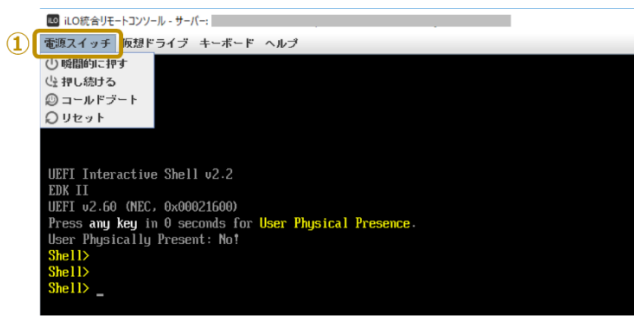 iLO iLO統合リモートコンソール - サーバー:
① 電源スイッチ 仮想ドライブ キーボード ヘルプ
瞬間的に押す
押し続ける
コールドブート
リセット
UEFI Interactive Shell v2.2
EDK II
UEFI v2.60 (NEC, 0x00021600)
Press any key in 0 seconds for User Physical Presence.
User Physically Present: No!
Shell>
Shell>
Shell> _